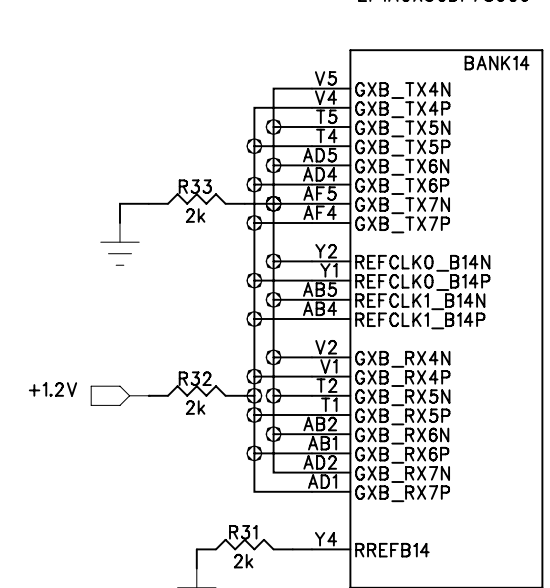 BANK14
V5 GXB_TX4N
V4 GXB_TX4P
T5 GXB_TX5N
T4 GXB_TX5P
AD5 GXB_TX6N
AD4 GXB_TX6P
R33 AF5 GXB_TX7N
2k AF4 GXB_TX7P
Y2 REFCLK0_B14N
Y1 REFCLK0_B14P
AB5 REFCLK1_B14N
AB4 REFCLK1_B14P
V2 GXB_RX4N
V1 GXB_RX4P
+1.2V R32 T2 GXB_RX5N
2k T1 GXB_RX5P
AB2 GXB_RX6N
AB1 GXB_RX6P
AD2 GXB_RX7N
AD1 GXB_RX7P
R31 Y4 RREFB14
2k